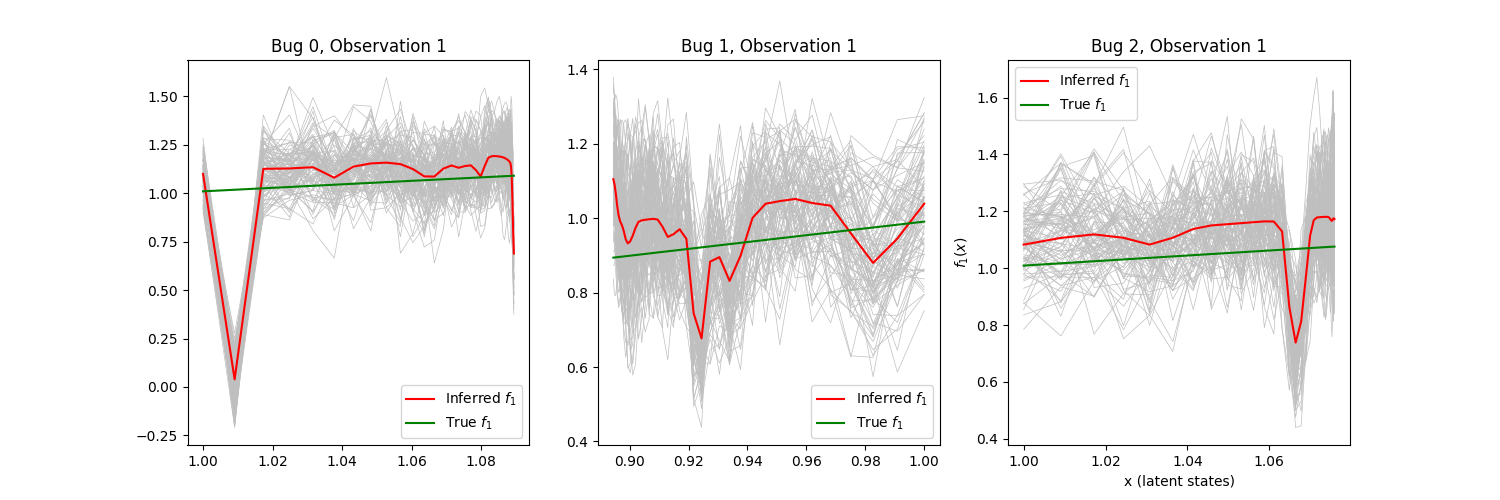 Bug 0, Observation 1
1.50
1.25
1.00
0.75
0.50
0.25
0.00
−0.25
1.00 1.02 1.04 1.06 1.08
Inferred f₁
True f₁
Bug 1, Observation 1
1.4
1.2
1.0
0.8
0.6
0.4
0.90 0.92 0.94 0.96 0.98 1.00
Inferred f₁
True f₁
Bug 2, Observation 1
Inferred f₁
True f₁
f₁(x)
1.6
1.4
1.2
1.0
0.8
0.6
0.4
1.00 1.02 1.04 1.06
x (latent states)